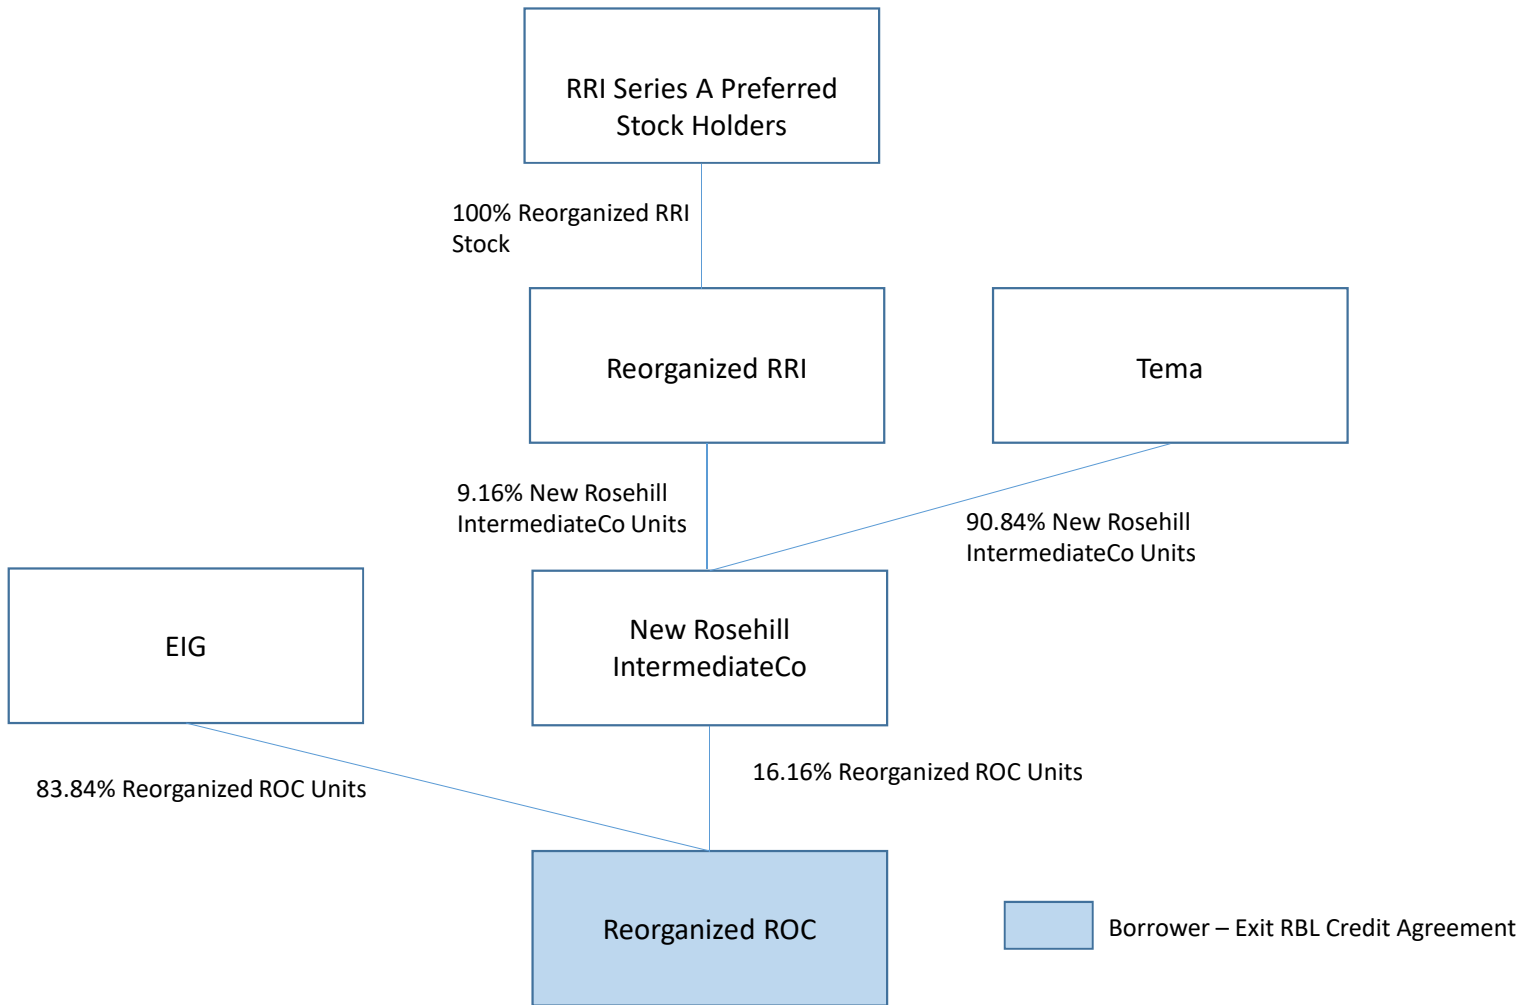 RRI Series A Preferred
Stock Holders
100% Reorganized RRI
Stock
Reorganized RRI
Tema
9.16% New Rosehill
IntermediateCo Units
90.84% New Rosehill
IntermediateCo Units
EIG
New Rosehill
IntermediateCo
83.84% Reorganized ROC Units
16.16% Reorganized ROC Units
Reorganized ROC
Borrower – Exit RBL Credit Agreement